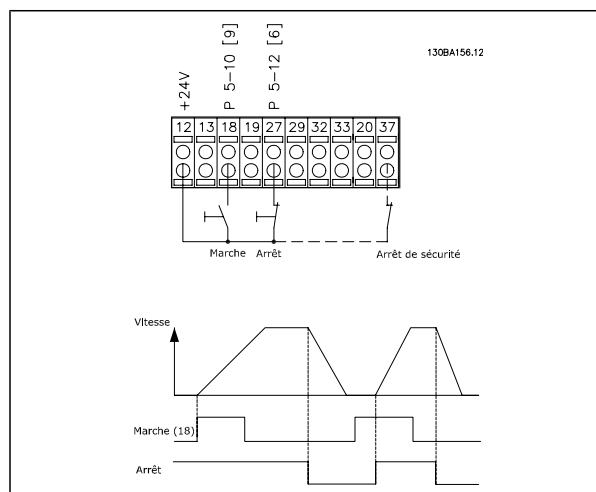 130BA156.12
+24V
P 5-10 [9]
P 5-12 [6]
12 13 18 19 27 29 32 33 20 37
Marche Arrêt Arrêt de sécurité
Vitesse
Marche (18)
Arrêt